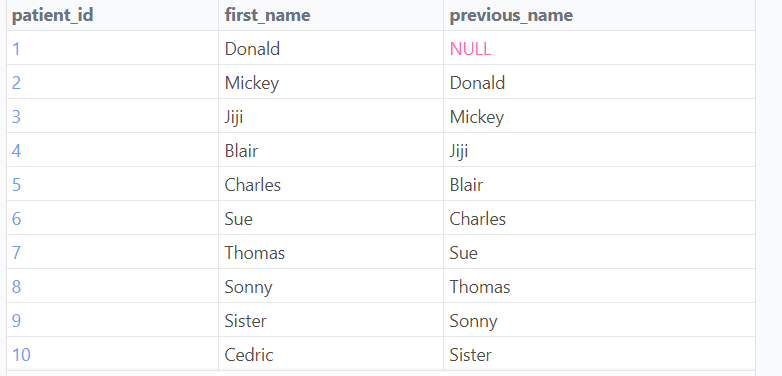 patient_id first_name previous_name
1 Donald NULL
2 Mickey Donald
3 Jiji Mickey
4 Blair Jiji
5 Charles Blair
6 Sue Charles
7 Thomas Sue
8 Sonny Thomas
9 Sister Sonny
10 Cedric Sister